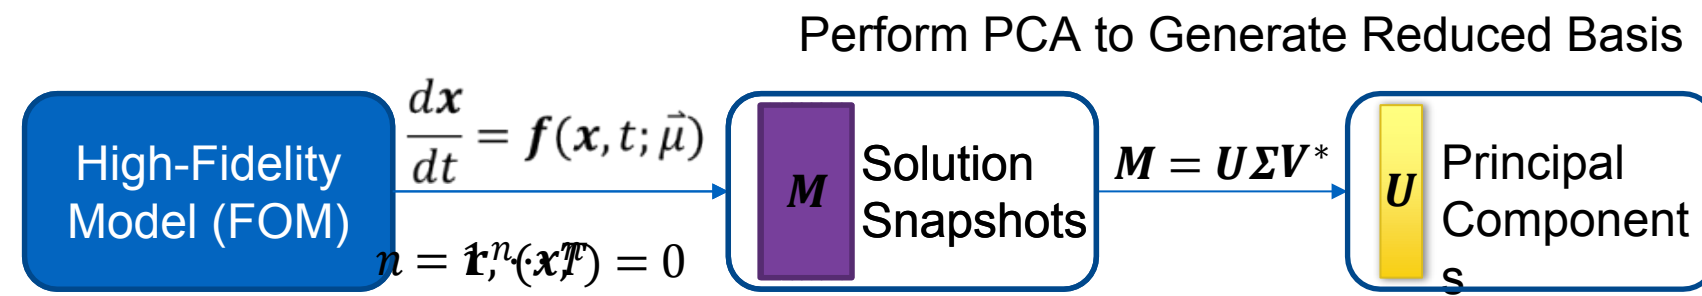 Perform PCA to Generate Reduced Basis
High-Fidelity
Model (FOM)
dx/dt = f(x, t; μ⃗)
M
Solution
Snapshots
M = UΣV*
U
Principal
Component
s